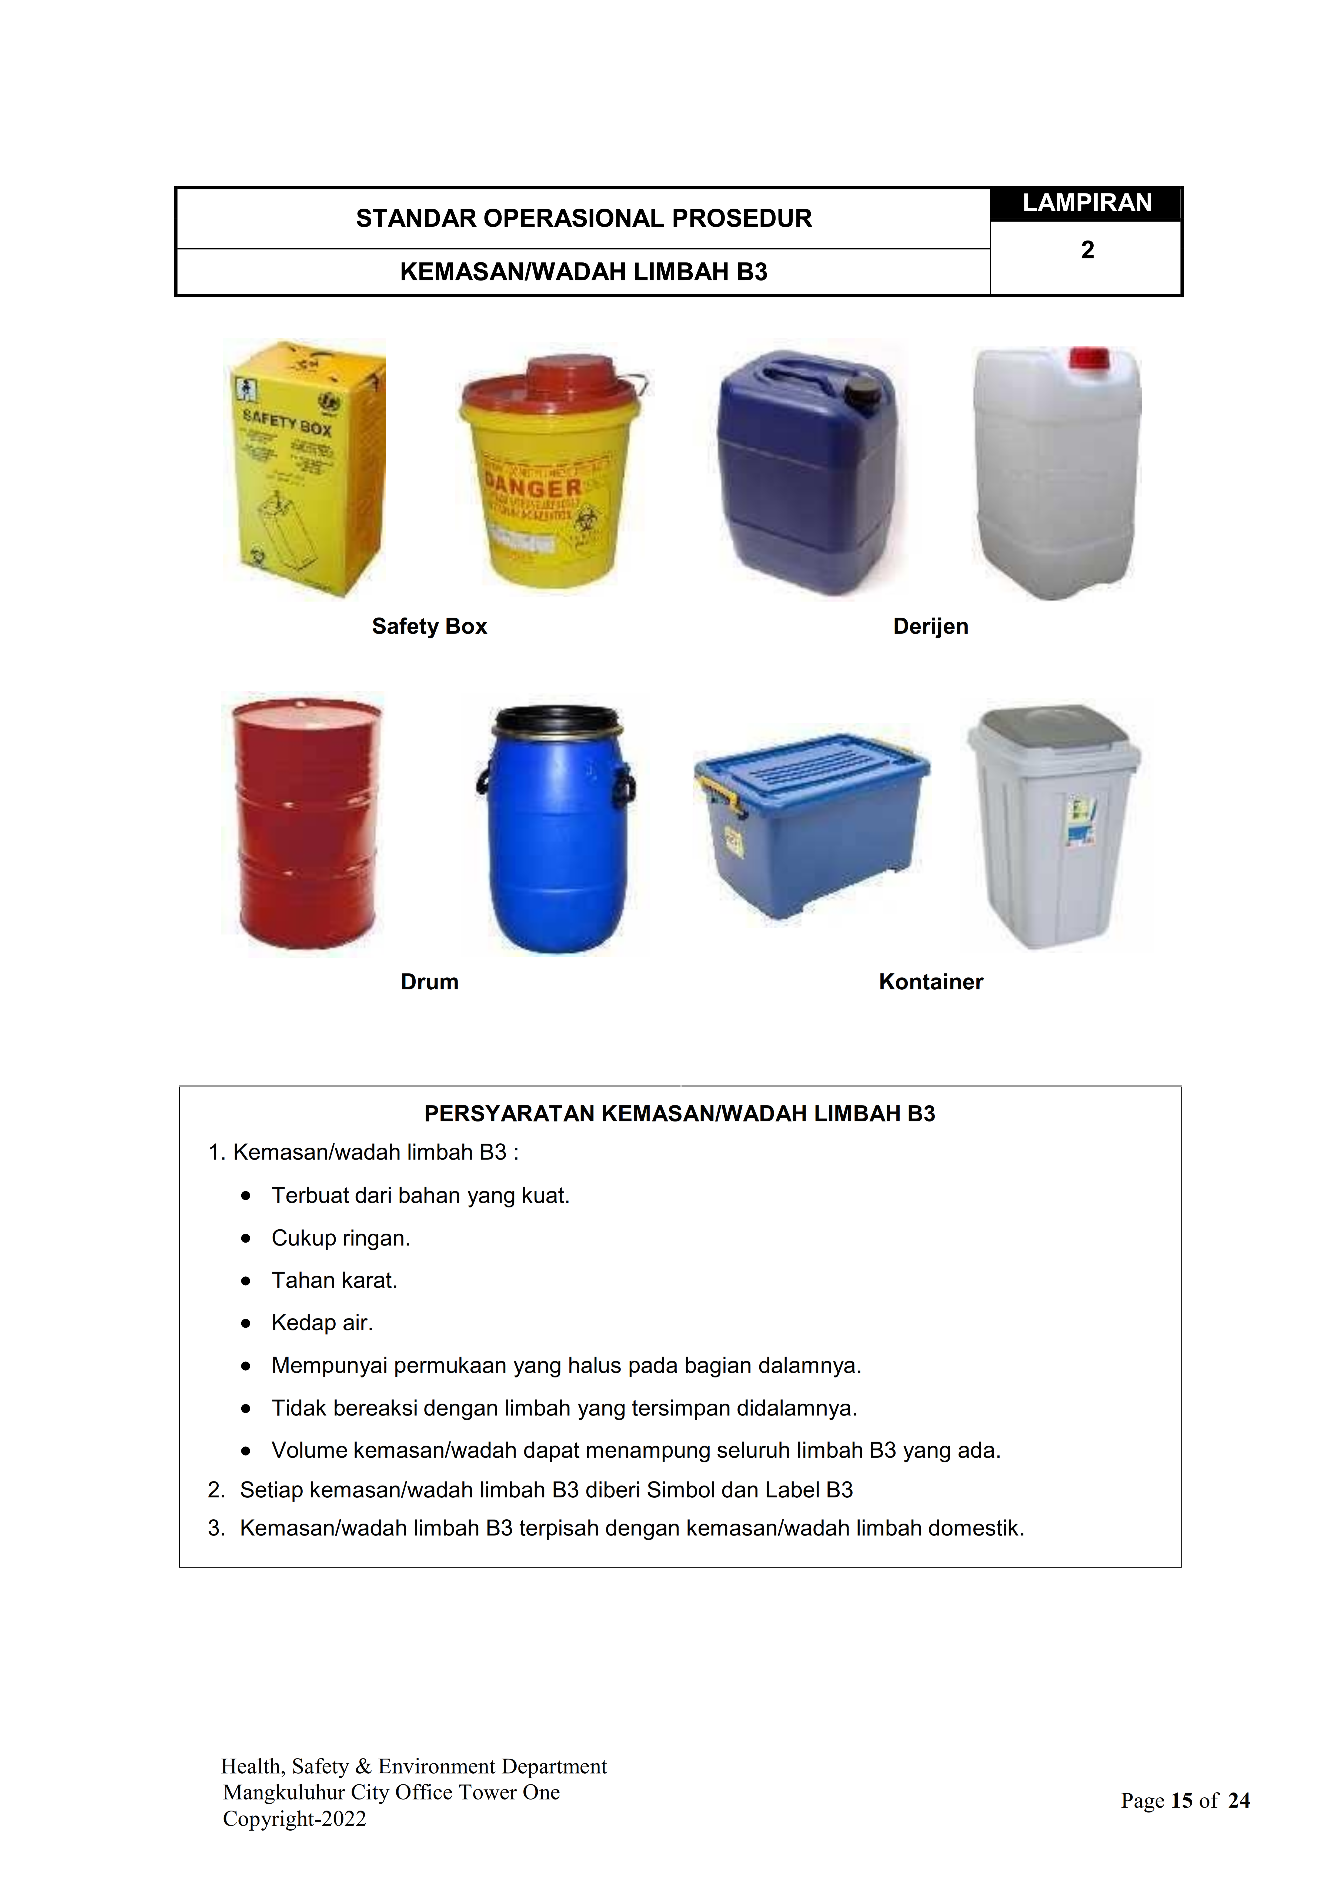 STANDAR OPERASIONAL PROSEDUR
LAMPIRAN
2
KEMASAN/WADAH LIMBAH B3
SAFETY BOX
DANGER
Safety Box
Derijen
Drum
Kontainer
PERSYARATAN KEMASAN/WADAH LIMBAH B3
1. Kemasan/wadah limbah B3 :
● Terbuat dari bahan yang kuat.
● Cukup ringan.
● Tahan karat.
● Kedap air.
● Mempunyai permukaan yang halus pada bagian dalamnya.
● Tidak bereaksi dengan limbah yang tersimpan didalamnya.
● Volume kemasan/wadah dapat menampung seluruh limbah B3 yang ada.
2. Setiap kemasan/wadah limbah B3 diberi Simbol dan Label B3
3. Kemasan/wadah limbah B3 terpisah dengan kemasan/wadah limbah domestik.
Health, Safety & Environment Department
Mangkuluhur City Office Tower One
Copyright-2022
Page 15 of 24